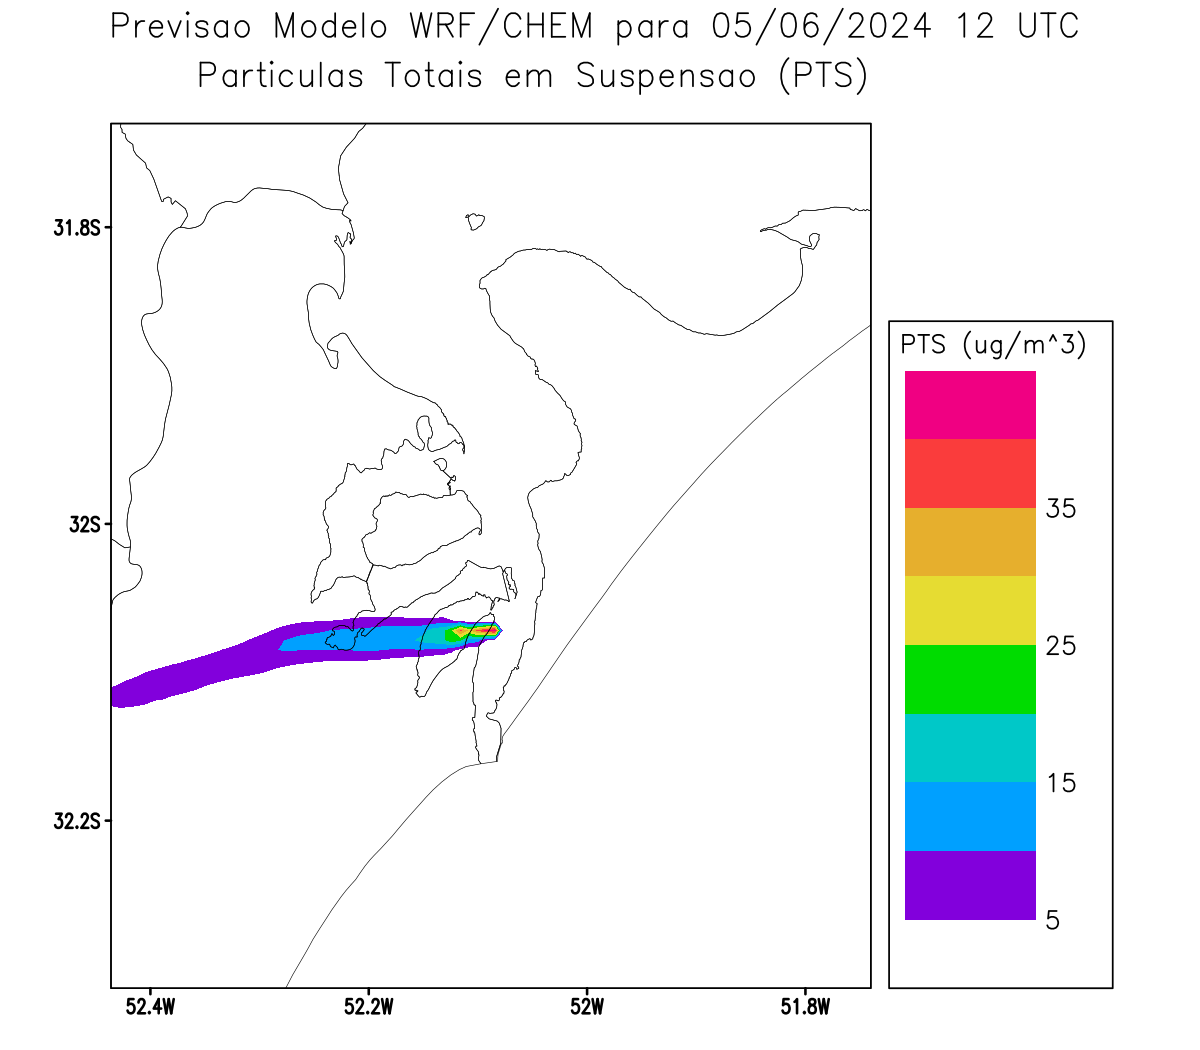 Previsao Modelo WRF/CHEM para 05/06/2024 12 UTC
Particulas Totais em Suspensao (PTS)
31.8S
32S
32.2S
52.4W
52.2W
52W
51.8W
PTS (ug/m^3)
35
25
15
5